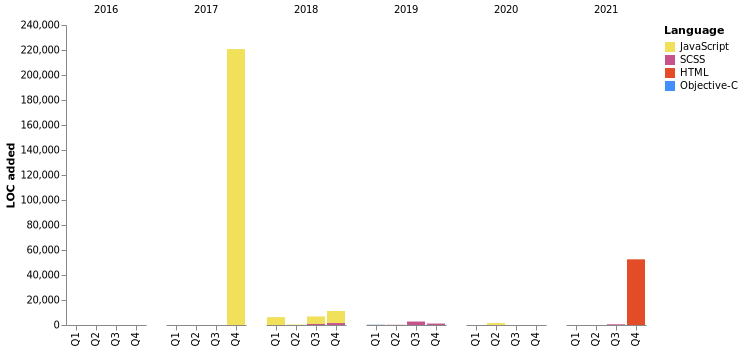 2016 2017 2018 2019 2020 2021
Language
JavaScript
SCSS
HTML
Objective-C
LOC added
240,000
220,000
200,000
180,000
160,000
140,000
120,000
100,000
80,000
60,000
40,000
20,000
0
Q1 Q2 Q3 Q4 Q1 Q2 Q3 Q4 Q1 Q2 Q3 Q4 Q1 Q2 Q3 Q4 Q1 Q2 Q3 Q4 Q1 Q2 Q3 Q4